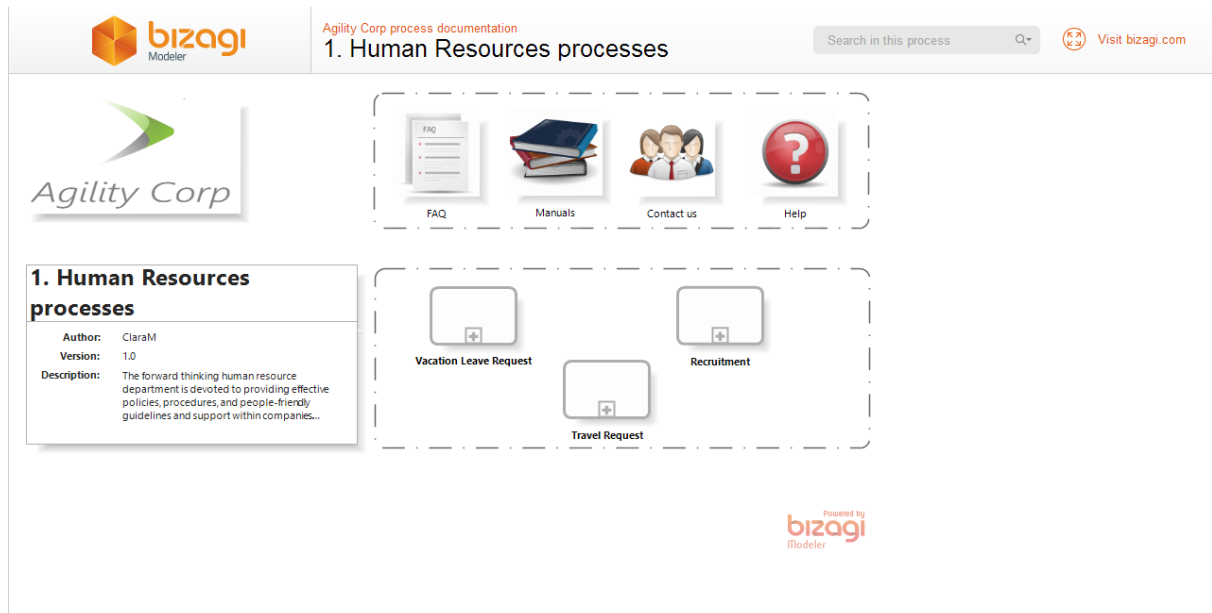 bizagi
Modeler
Agility Corp process documentation
1. Human Resources processes
Search in this process
Visit bizagi.com
Agility Corp
FAQ
FAQ
Manuals
Contact us
Help
1. Human Resources
processes
Author: ClaraM
Version: 1.0
Description: The forward thinking human resource
department is devoted to providing effective
policies, procedures, and people-friendly
guidelines and support within companies...
Vacation Leave Request
Recruitment
Travel Request
Powered by
bizagi
Modeler